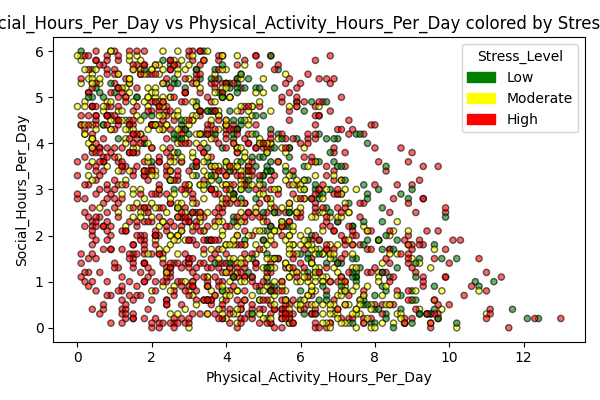 cial_Hours_Per_Day vs Physical_Activity_Hours_Per_Day colored by Stres
Stress_Level
Low
Moderate
High
6
5
4
3
2
1
0
Social_Hours_Per_Day
0 2 4 6 8 10 12
Physical_Activity_Hours_Per_Day